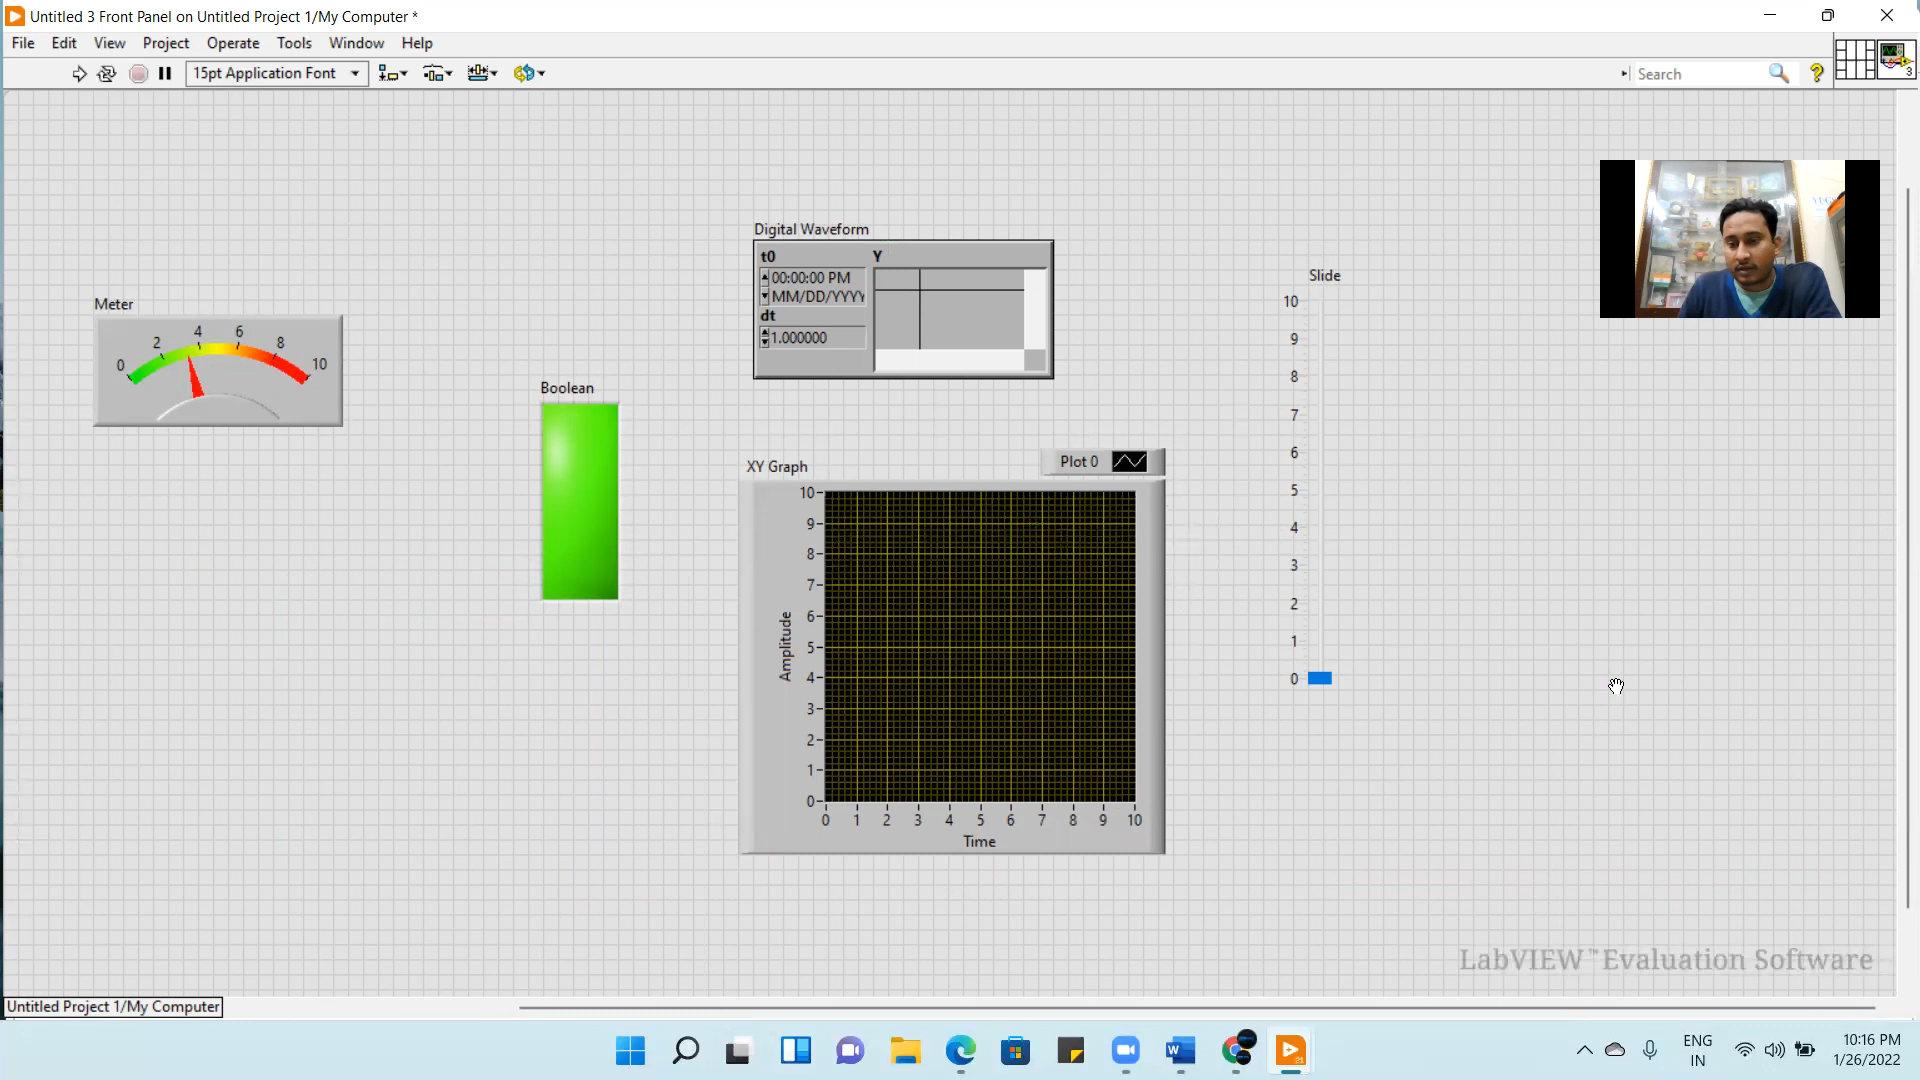 Untitled 3 Front Panel on Untitled Project 1/My Computer *
File Edit View Project Operate Tools Window Help
15pt Application Font
Search
?
3
Digital Waveform
t0
Y
00:00:00 PM
MM/DD/YYYY
dt
1.000000
Slide
10
9
8
7
6
5
4
3
2
1
0
Meter
0 2 4 6 8 10
Boolean
XY Graph
Plot 0
10
9
8
7
6
5
4
3
2
1
0
Amplitude
0 1 2 3 4 5 6 7 8 9 10
Time
LabVIEW™ Evaluation Software
Untitled Project 1/My Computer
W
ENG
IN
10:16 PM
1/26/2022